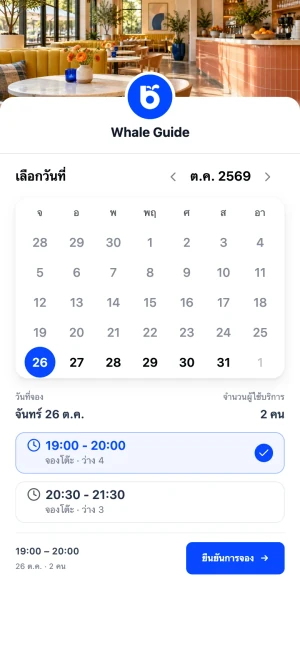 Whale Guide
เลือกวันที่
ต.ค. 2569
จ อ พ พฤ ศ ส อา
28 29 30 1 2 3 4
5 6 7 8 9 10 11
12 13 14 15 16 17 18
19 20 21 22 23 24 25
26 27 28 29 30 31 1
วันที่จอง จำนวนผู้ใช้บริการ
จันทร์ 26 ต.ค. 2 คน
19:00 - 20:00
จองโต๊ะ · ว่าง 4
20:30 - 21:30
จองโต๊ะ · ว่าง 3
19:00 – 20:00
26 ต.ค. · 2 คน
ยืนยันการจอง →